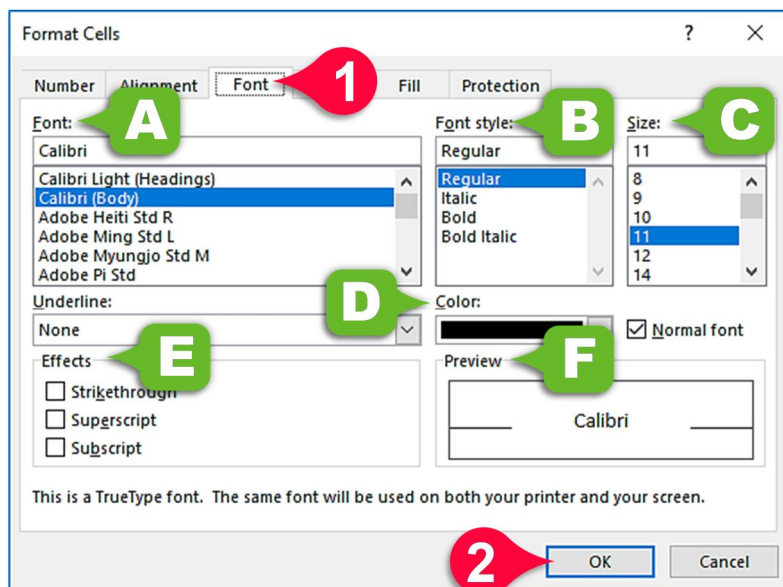 Format Cells ? ×
Number Alignment Font 1 Fill Protection
Font: A Font style: B Size: C
Calibri Regular 11
Calibri Light (Headings) Regular 8
Calibri (Body) Italic 9
Adobe Heiti Std R Bold 10
Adobe Ming Std L Bold Italic 11
Adobe Myungjo Std M 12
Adobe Pi Std 14
Underline: D Color:
None Normal font
Effects E Preview F
Strikethrough
Superscript Calibri
Subscript
This is a TrueType font. The same font will be used on both your printer and your screen.
2 OK Cancel